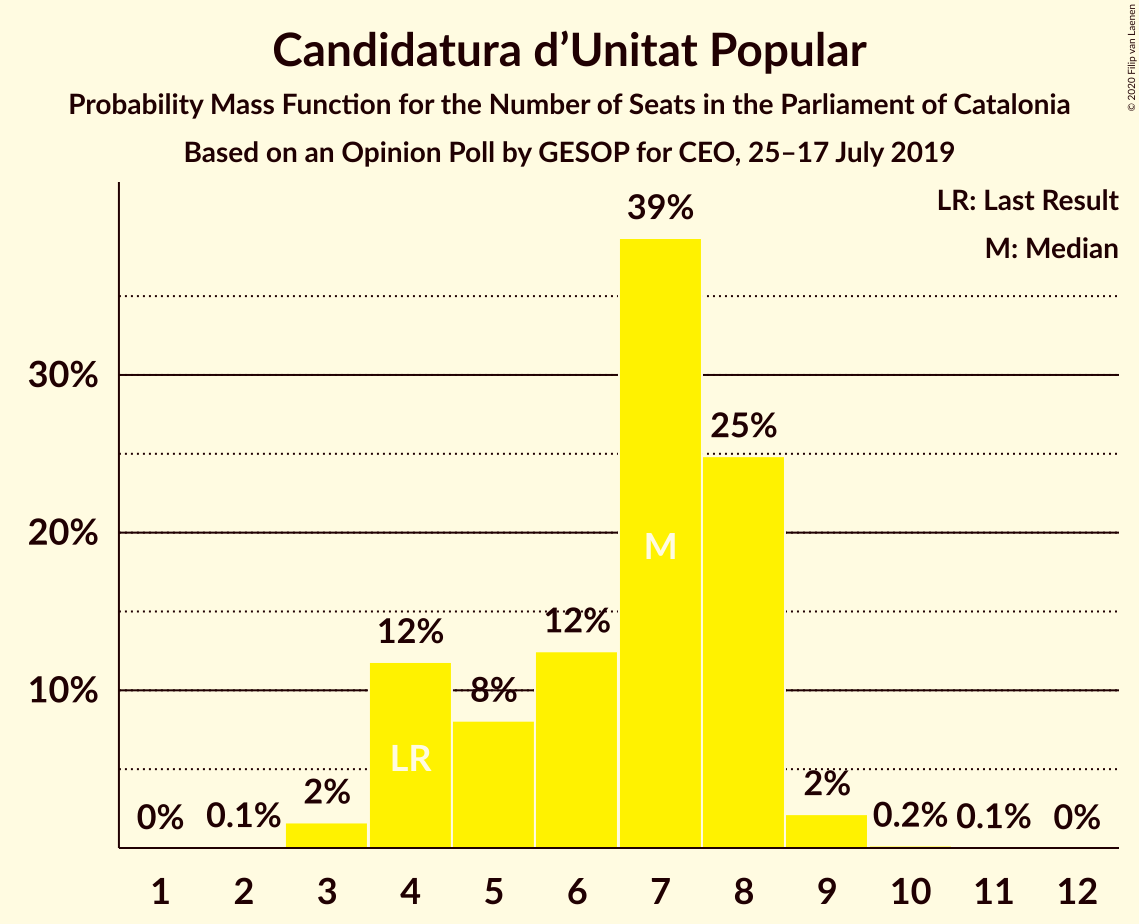 Candidatura d’Unitat Popular
Probability Mass Function for the Number of Seats in the Parliament of Catalonia
Based on an Opinion Poll by GESOP for CEO, 25–17 July 2019
© 2020 Filip van Laenen
LR: Last Result
M: Median
30%
20%
10%
0%
0.1%
2%
12%
8%
12%
39%
25%
2%
0.2%
0.1%
0%
LR
M
1 2 3 4 5 6 7 8 9 10 11 12